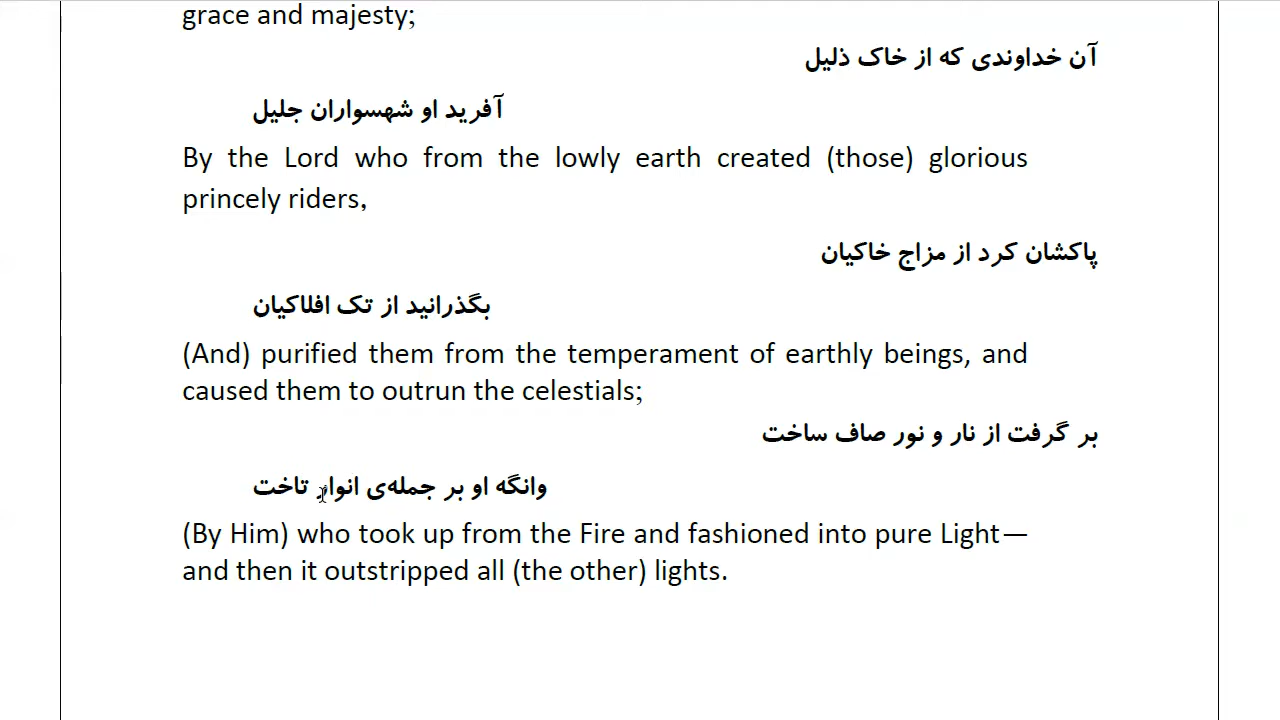 grace and majesty;
آن خداوندی که از خاک ذلیل
آفرید او شهسواران جلیل
By the Lord who from the lowly earth created (those) glorious
princely riders,
پاکشان کرد از مزاج خاکیان
بگذرانید از تک افلاکیان
(And) purified them from the temperament of earthly beings, and
caused them to outrun the celestials;
بر گرفت از نار و نور صاف ساخت
وانگه او بر جمله‌ی انوار تاخت
(By Him) who took up from the Fire and fashioned into pure Light—
and then it outstripped all (the other) lights.